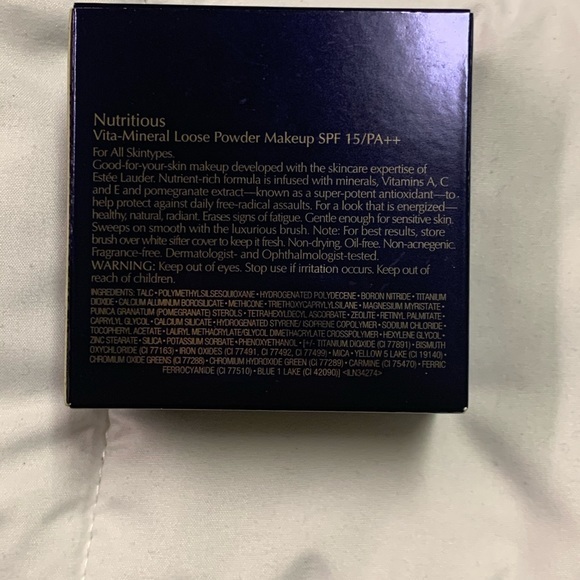 Nutritious
Vita-Mineral Loose Powder Makeup SPF 15/PA++
For All Skintypes.
Good-for-your-skin makeup developed with the skincare expertise of
Estée Lauder. Nutrient-rich formula is infused with minerals, Vitamins A, C
and E and pomegranate extract—known as a super-potent antioxidant—to
help protect against daily free-radical assaults. For a look that is energized—
healthy, natural, radiant. Erases signs of fatigue. Gentle enough for sensitive skin.
Sweeps on smooth with the luxurious brush. Note: For best results, store
brush over white sifter cover to keep it fresh. Non-drying. Oil-free. Non-acnegenic.
Fragrance-free. Dermatologist- and Ophthalmologist-tested.
WARNING: Keep out of eyes. Stop use if irritation occurs. Keep out of
reach of children.
INGREDIENTS: TALC • POLYMETHYLSILSESQUIOXANE • HYDROGENATED POLYDECENE • BORON NITRIDE • TITANIUM
DIOXIDE • CALCIUM ALUMINUM BOROSILICATE • METHICONE • TRIETHOXYCAPRYLYLSILANE • MAGNESIUM MYRISTATE •
PUNICA GRANATUM (POMEGRANATE) STEROLS • TETRAHEXYLDECYL ASCORBATE • ZEOLITE • RETINYL PALMITATE •
CAPRYLYL GLYCOL • CALCIUM SILICATE • HYDROGENATED STYRENE/ ISOPRENE COPOLYMER • SODIUM CHLORIDE •
TOCOPHERYL ACETATE • LAURYL METHACRYLATE/GLYCOL DIMETHACRYLATE CROSSPOLYMER • HEXYLENE GLYCOL •
ZINC STEARATE • SILICA • POTASSIUM SORBATE • PHENOXYETHANOL • [+/- TITANIUM DIOXIDE (CI 77891) • BISMUTH
OXYCHLORIDE (CI 77163) • IRON OXIDES (CI 77491, CI 77492, CI 77499) • MICA • YELLOW 5 LAKE (CI 19140) •
CHROMIUM OXIDE GREENS (CI 77288) • CHROMIUM HYDROXIDE GREEN (CI 77289) • CARMINE (CI 75470) • FERRIC
FERROCYANIDE (CI 77510) • BLUE 1 LAKE (CI 42090)] <ILN34274>